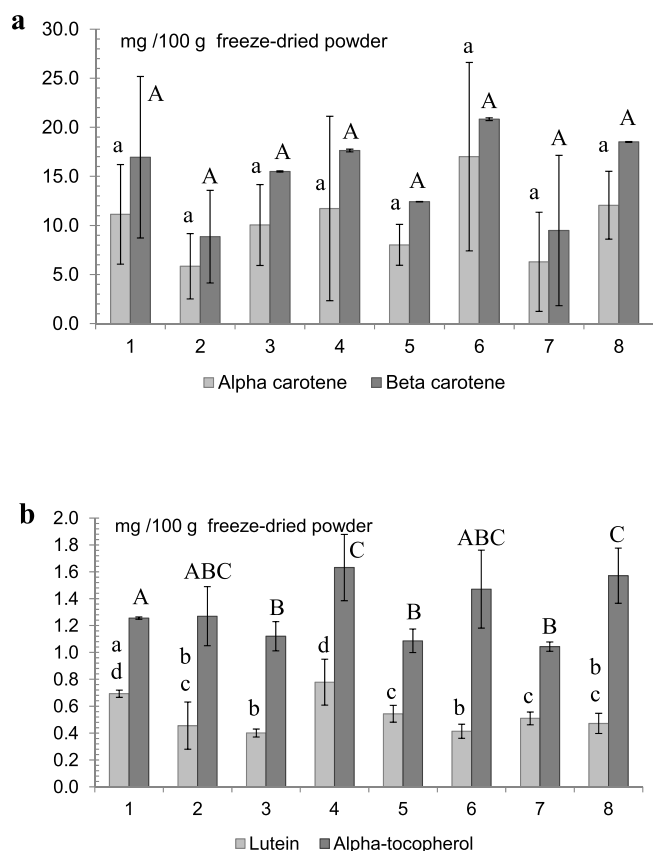 a
mg /100 g freeze-dried powder
30.0
25.0
20.0
15.0
10.0
5.0
0.0
a A
a A
a A
a A
a A
a A
a A
a A
1 2 3 4 5 6 7 8
Alpha carotene Beta carotene
b
mg /100 g freeze-dried powder
2.0
1.8
1.6
1.4
1.2
1.0
0.8
0.6
0.4
0.2
0.0
a
d
A
b
c
ABC
b
B
d
C
c
B
b
ABC
c
B
b
c
C
1 2 3 4 5 6 7 8
Lutein Alpha-tocopherol